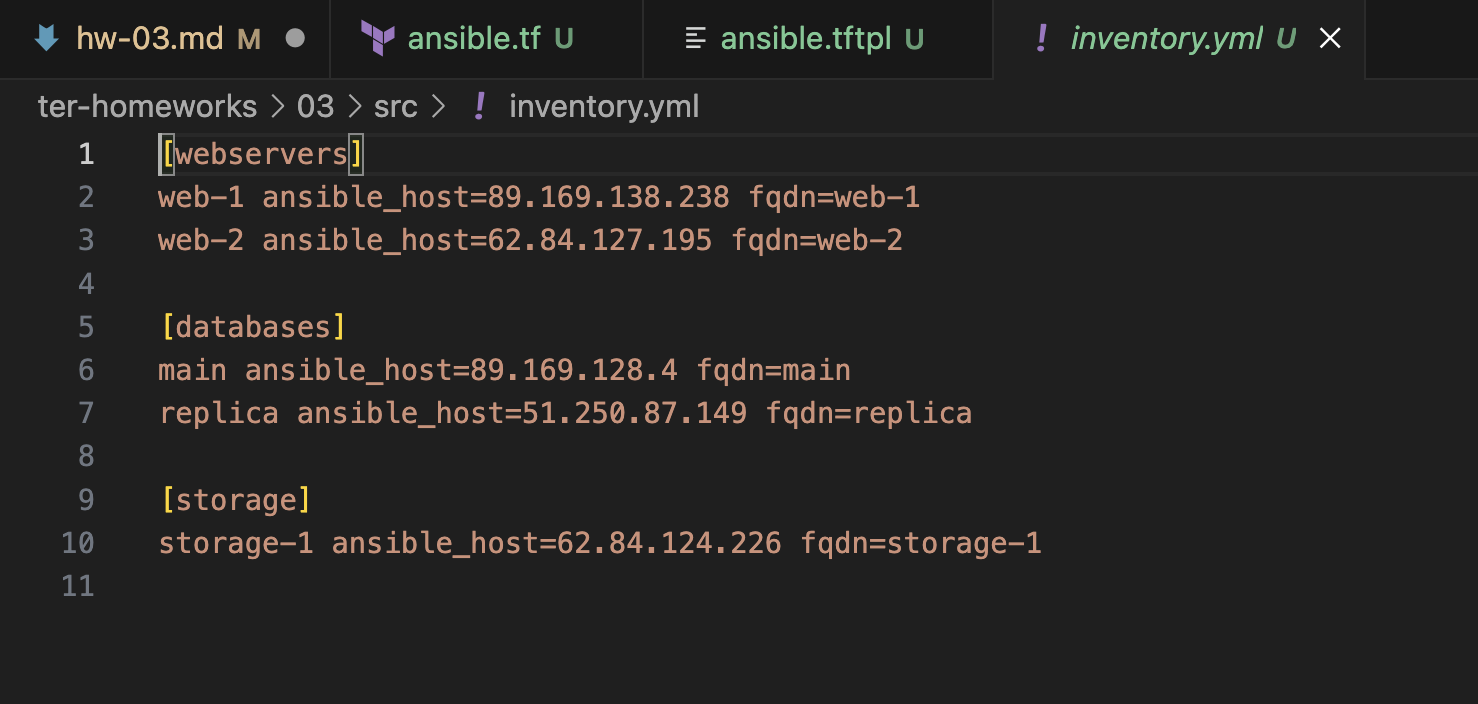 hw-03.md M
ansible.tf U
ansible.tftpl U
! inventory.yml U
ter-homeworks > 03 > src > ! inventory.yml
1 [webservers]
2 web-1 ansible_host=89.169.138.238 fqdn=web-1
3 web-2 ansible_host=62.84.127.195 fqdn=web-2
4
5 [databases]
6 main ansible_host=89.169.128.4 fqdn=main
7 replica ansible_host=51.250.87.149 fqdn=replica
8
9 [storage]
10 storage-1 ansible_host=62.84.124.226 fqdn=storage-1
11